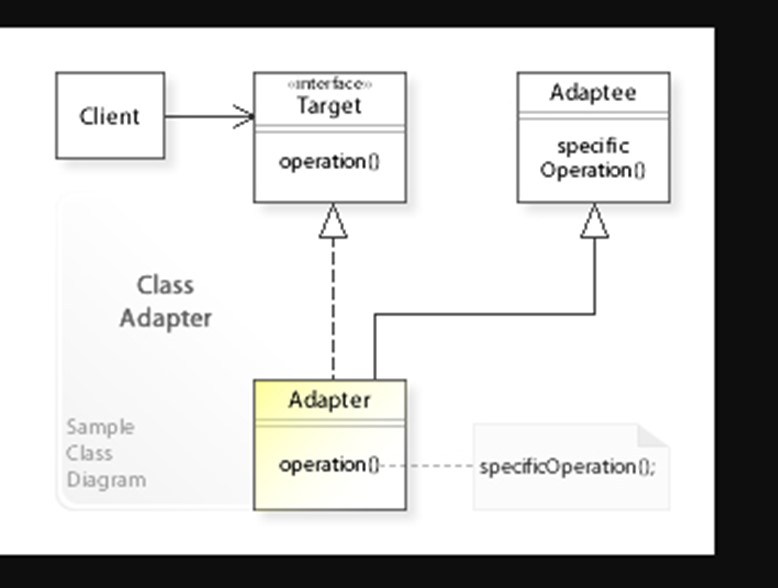 Client
«interface»
Target
operation()
Adaptee
specific
Operation()
Class
Adapter
Adapter
operation()
specificOperation();
Sample
Class
Diagram